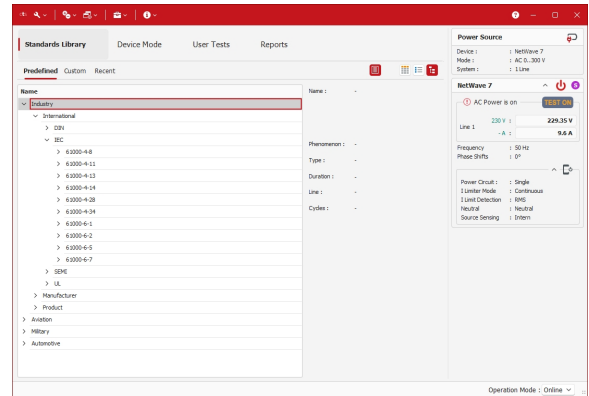 Standards Library
Device Mode
User Tests
Reports
Predefined
Custom
Recent
Name
Industry
International
DIN
IEC
61000-4-8
61000-4-11
61000-4-13
61000-4-14
61000-4-28
61000-4-34
61000-6-1
61000-6-2
61000-6-5
61000-6-7
SEMI
UL
Manufacturer
Product
Aviation
Military
Automotive
Name : -
Phenomenon : -
Type : -
Duration : -
Line : -
Cycles : -
Power Source
Device : : NetWave 7
Mode : : AC 0...300 V
System : : 1 Line
NetWave 7
AC Power is on
TEST ON
230 V : 229.35 V
Line 1
- A : 9.6 A
Frequency : 50 Hz
Phase Shifts : 0°
Power Circuit : : Single
I Limiter Mode : Continuous
I Limit Detection : RMS
Neutral : Neutral
Source Sensing : Intern
Operation Mode : Online